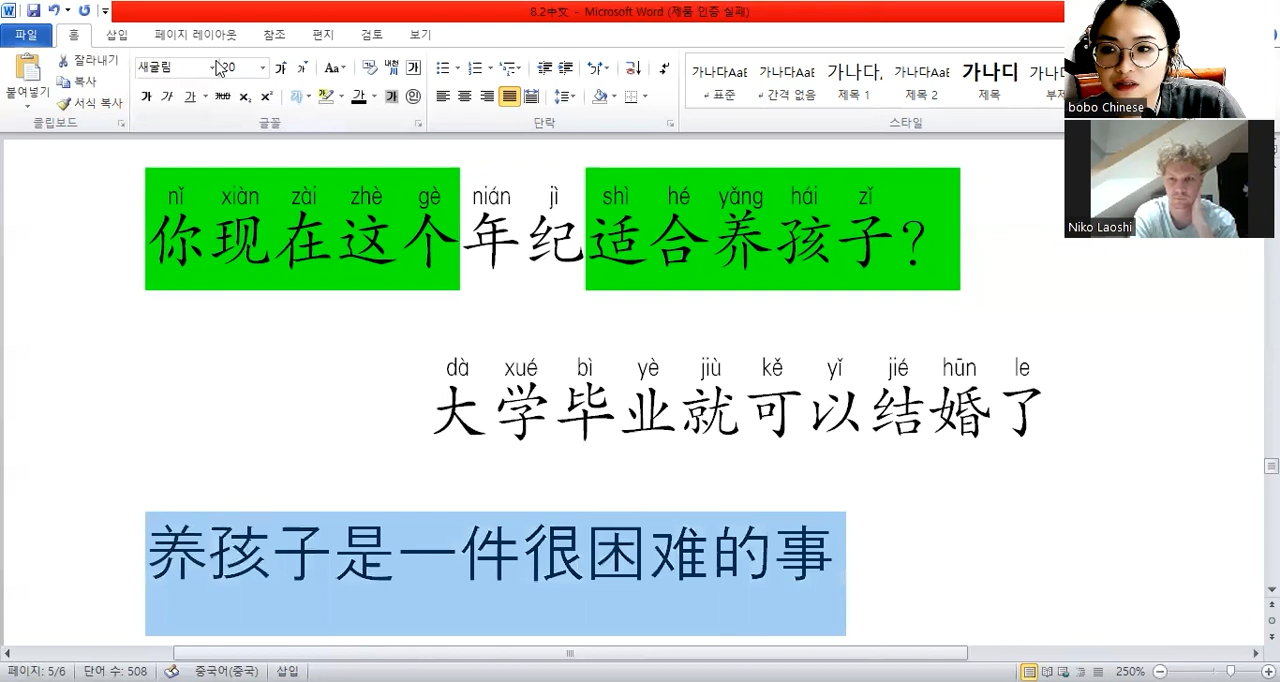 8.2中文 - Microsoft Word (제품 인증 실패)
파일 홈 삽입 페이지 레이아웃 참조 편지 검토 보기
붙여넣기
잘라내기
복사
서식 복사
클립보드
새굴림 20
가 가 가
글꼴
단락
가나다AaB 가나다AaB 가나다, 가나다AaB 가나디 가나
표준 간격 없음 제목 1 제목 2 제목 부제
스타일
bobo Chinese
Niko Laoshi
nǐ xiàn zài zhè gè nián jì shì hé yǎng hái zǐ
你现在这个年纪适合养孩子？
dà xué bì yè jiù kě yǐ jié hūn le
大学毕业就可以结婚了
养孩子是一件很困难的事
페이지: 5/6 단어 수: 508 중국어(중국) 삽입 250%